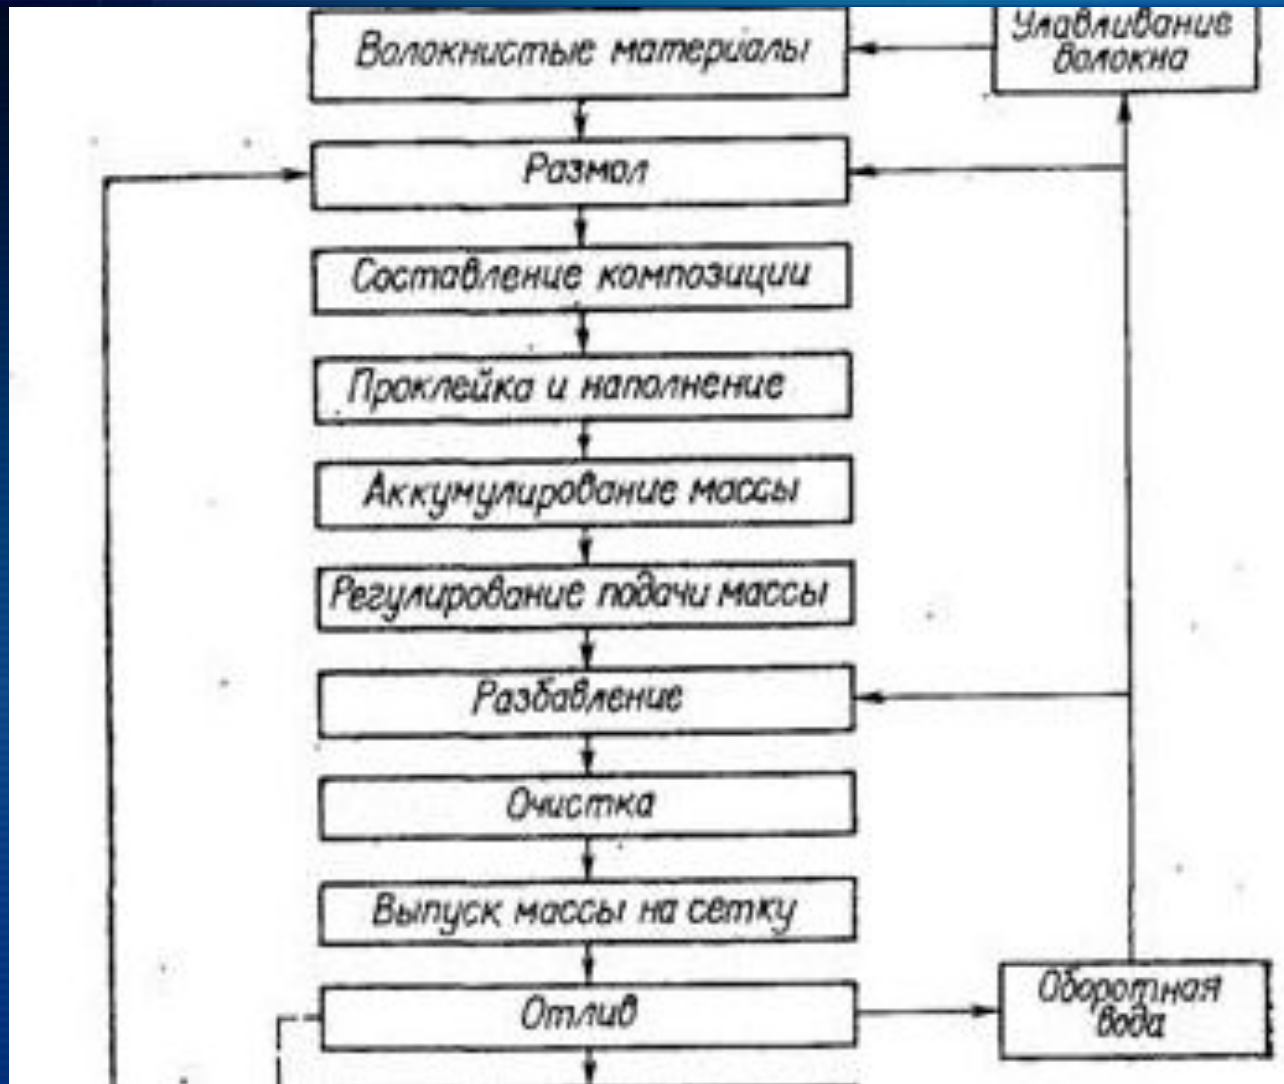 Улавливание
волокна
Волокнистые материалы
Размол
Составление композиции
Проклейка и наполнение
Аккумулирование массы
Регулирование подачи массы
Разбавление
Очистка
Выпуск массы на сетку
Отлив
Оборотная
вода